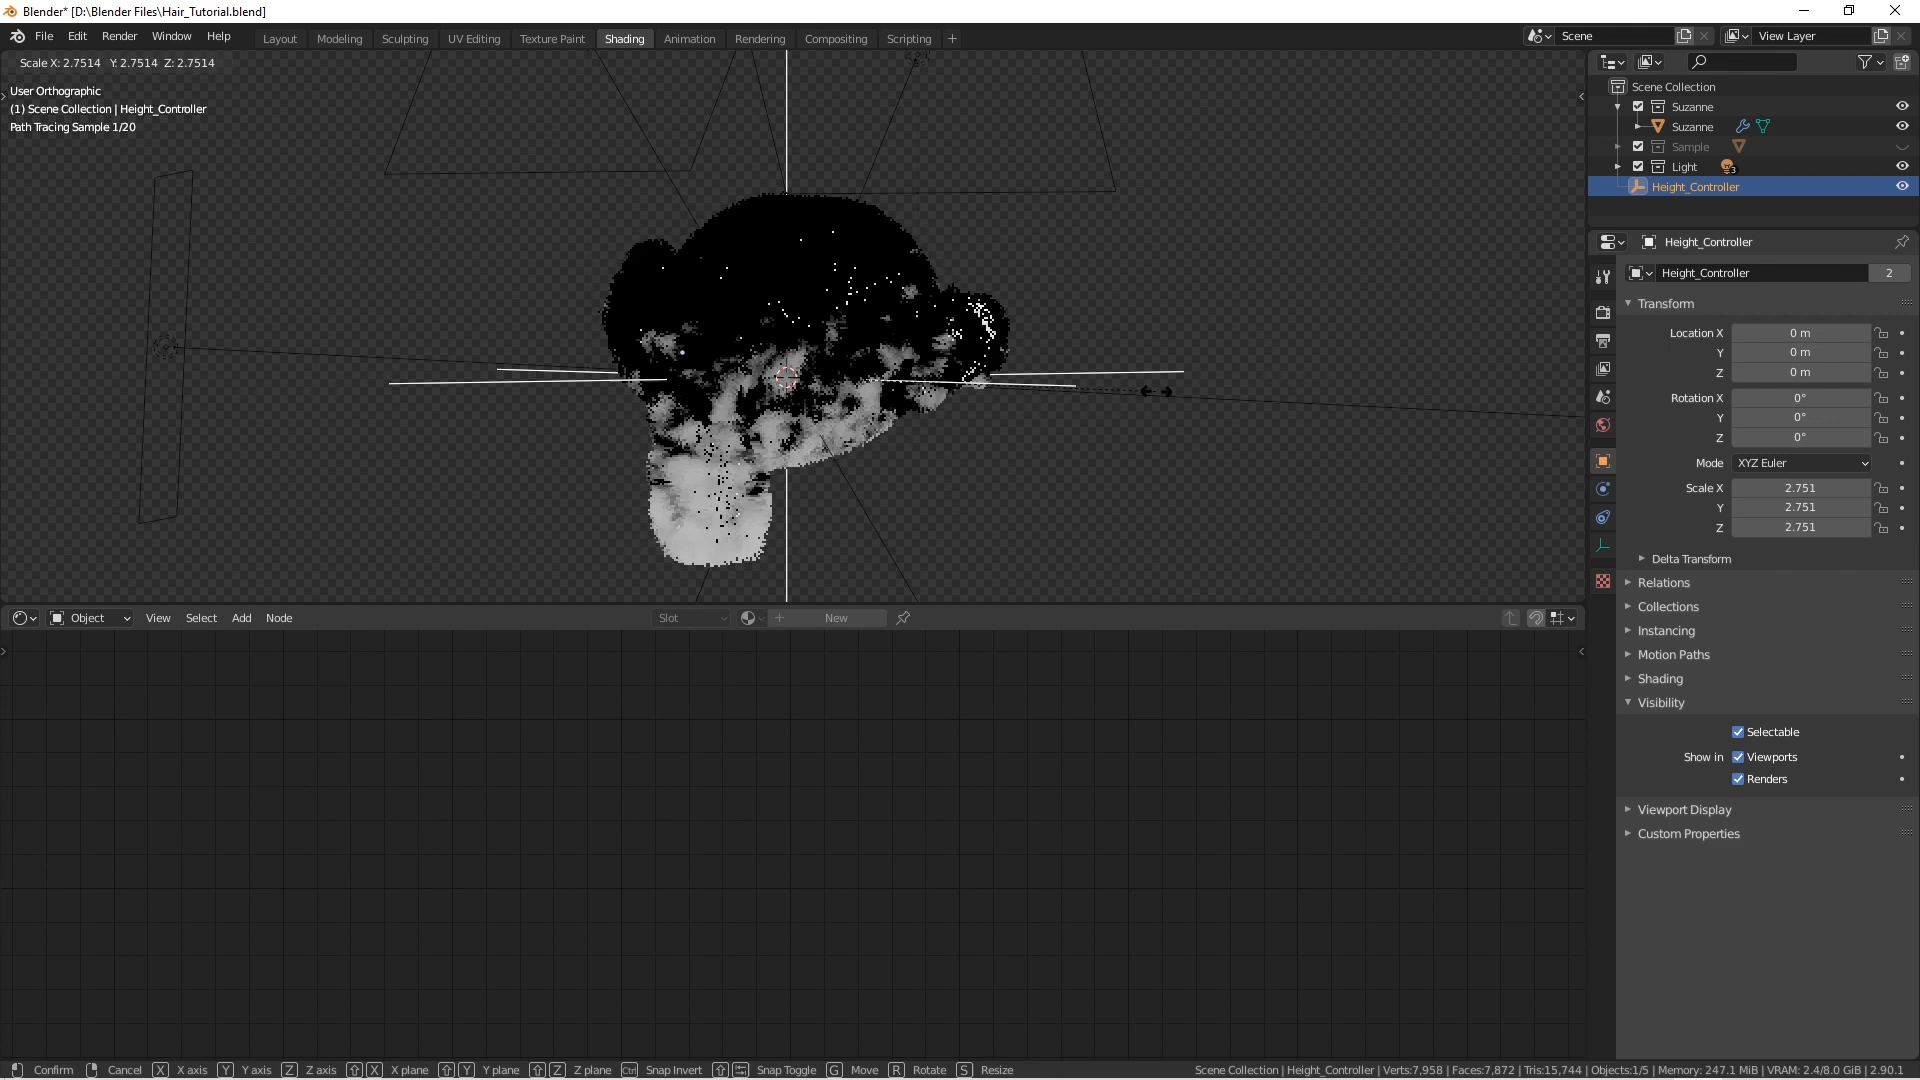 Blender* [D:\Blender Files\Hair_Tutorial.blend]
File Edit Render Window Help
Layout Modeling Sculpting UV Editing Texture Paint Shading Animation Rendering Compositing Scripting +
Scene
View Layer
Scale X: 2.7514 Y: 2.7514 Z: 2.7514
User Orthographic
(1) Scene Collection | Height_Controller
Path Tracing Sample 1/20
Scene Collection
Suzanne
Suzanne
Sample
Light 3
Height_Controller
Height_Controller
Height_Controller 2
Transform
Location X 0 m
Y 0 m
Z 0 m
Rotation X 0°
Y 0°
Z 0°
Mode XYZ Euler
Scale X 2.751
Y 2.751
Z 2.751
Delta Transform
Relations
Collections
Instancing
Motion Paths
Shading
Visibility
Selectable
Show in Viewports
Renders
Viewport Display
Custom Properties
Object View Select Add Node Slot New
Confirm Cancel X X axis Y Y axis Z Z axis X X plane Y Y plane Z Z plane Ctrl Snap Invert Snap Toggle G Move R Rotate S Resize
Scene Collection | Height_Controller | Verts:7,958 | Faces:7,872 | Tris:15,744 | Objects:1/5 | Memory: 247.1 MiB | VRAM: 2.4/8.0 GiB | 2.90.1